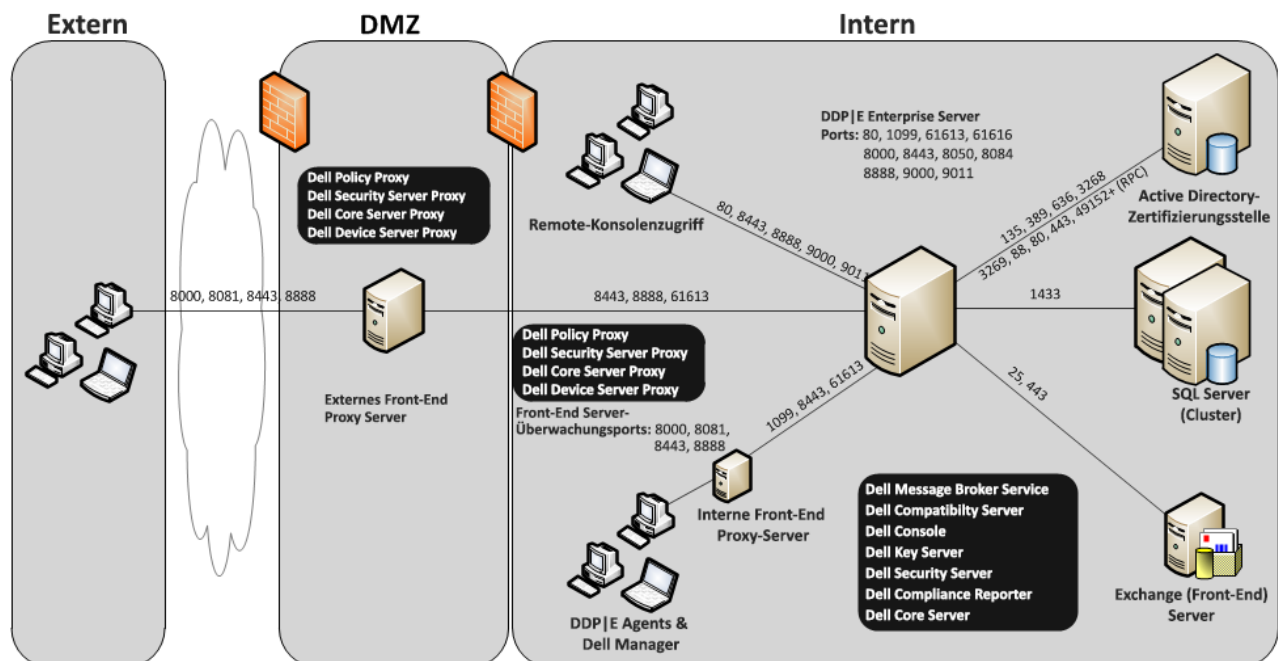 Extern
DMZ
Intern
DDP|E Enterprise Server
Ports: 80, 1099, 61613, 61616
8000, 8443, 8050, 8084
8888, 9000, 9011
Dell Policy Proxy
Dell Security Server Proxy
Dell Core Server Proxy
Dell Device Server Proxy
Remote-Konsolenzugriff
80, 8443, 8888, 9000, 9011
135, 389, 636, 3268
3269, 88, 80, 443, 49152+ (RPC)
Active Directory-
Zertifizierungsstelle
8000, 8081, 8443, 8888
8443, 8888, 61613
1433
Dell Policy Proxy
Dell Security Server Proxy
Dell Core Server Proxy
Dell Device Server Proxy
Externes Front-End
Proxy Server
Front-End Server-
Überwachungsports: 8000, 8081,
8443, 8888
1099, 8443, 61613
25, 443
SQL Server
(Cluster)
Interne Front-End
Proxy-Server
Dell Message Broker Service
Dell Compatibilty Server
Dell Console
Dell Key Server
Dell Security Server
Dell Compliance Reporter
Dell Core Server
DDP|E Agents &
Dell Manager
Exchange (Front-End)
Server